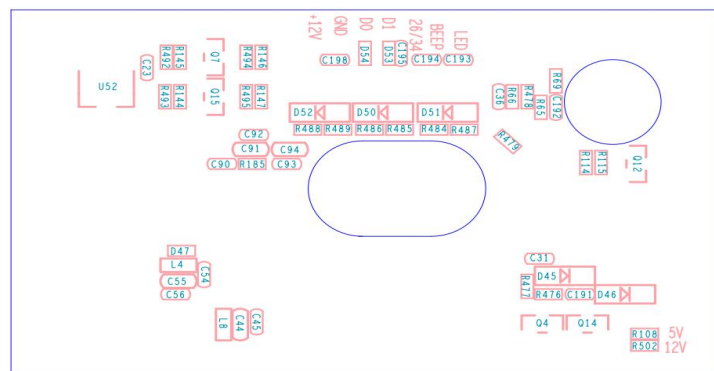 +12V GND D0 D1 26/34 BEEP LED
C23 R492 R145 Q7 R494 R146 C198 D54 D53 C195 C194 C193
U52 R493 R144 Q15 R495 R147
C36 R66 R478 R65 R69 C192
D52 D50 D51
R488 R489 R486 R485 R484 R487
R479
C92
C91 C94
C90 R185 C93
R114 R115 Q12
D47
L4 C54
C55
C56
L8 C44 C45
C31
D45
R477 R476 C191 D46
Q4 Q14
R108 5V
R502 12V